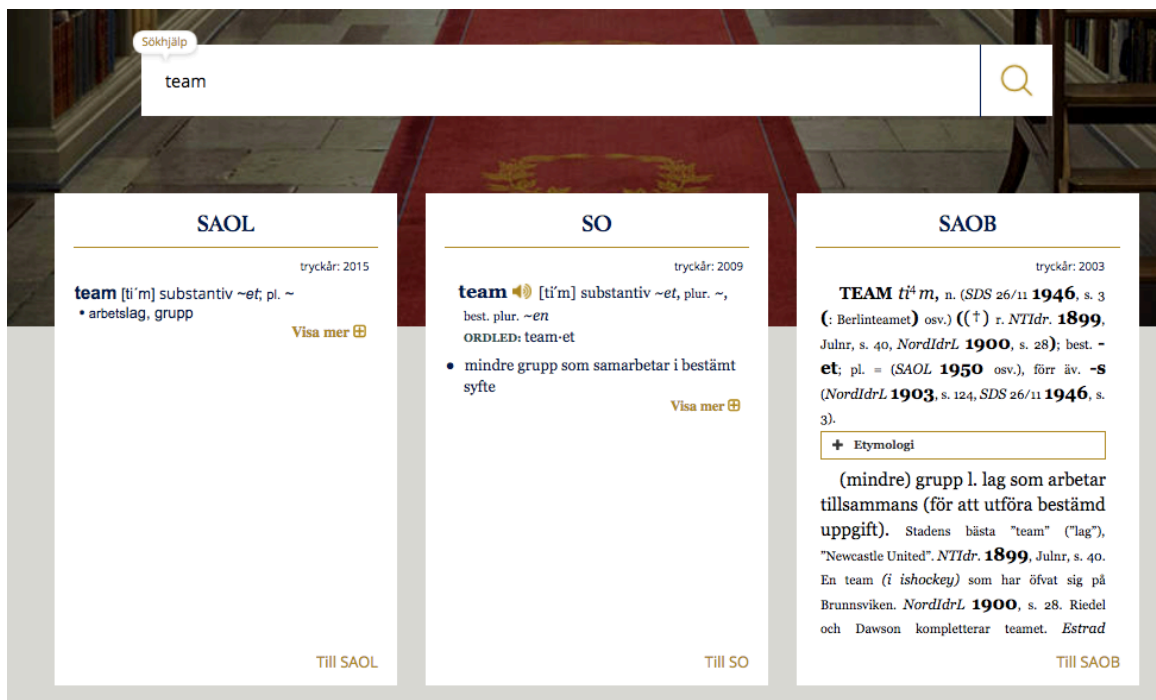 Sökhjälp
team
SAOL
tryckår: 2015
team [ti´m] substantiv ~et; pl. ~
• arbetslag, grupp
Visa mer
Till SAOL
SO
tryckår: 2009
team [ti´m] substantiv ~et, plur. ~,
best. plur. ~en
ORDLED: team·et
• mindre grupp som samarbetar i bestämt
syfte
Visa mer
Till SO
SAOB
tryckår: 2003
TEAM ti⁴m, n. (SDS 26/11 1946, s. 3
(: Berlinteamet) osv.) ((†) r. NTIdr. 1899,
Julnr, s. 40, NordIdrL 1900, s. 28); best. -
et; pl. = (SAOL 1950 osv.), förr äv. -s
(NordIdrL 1903, s. 124, SDS 26/11 1946, s.
3).
+ Etymologi
(mindre) grupp l. lag som arbetar
tillsammans (för att utföra bestämd
uppgift). Stadens bästa ”team” (”lag”),
”Newcastle United”. NTIdr. 1899, Julnr, s. 40.
En team (i ishockey) som har öfvat sig på
Brunnsviken. NordIdrL 1900, s. 28. Riedel
och Dawson kompletterar teamet. Estrad
Till SAOB